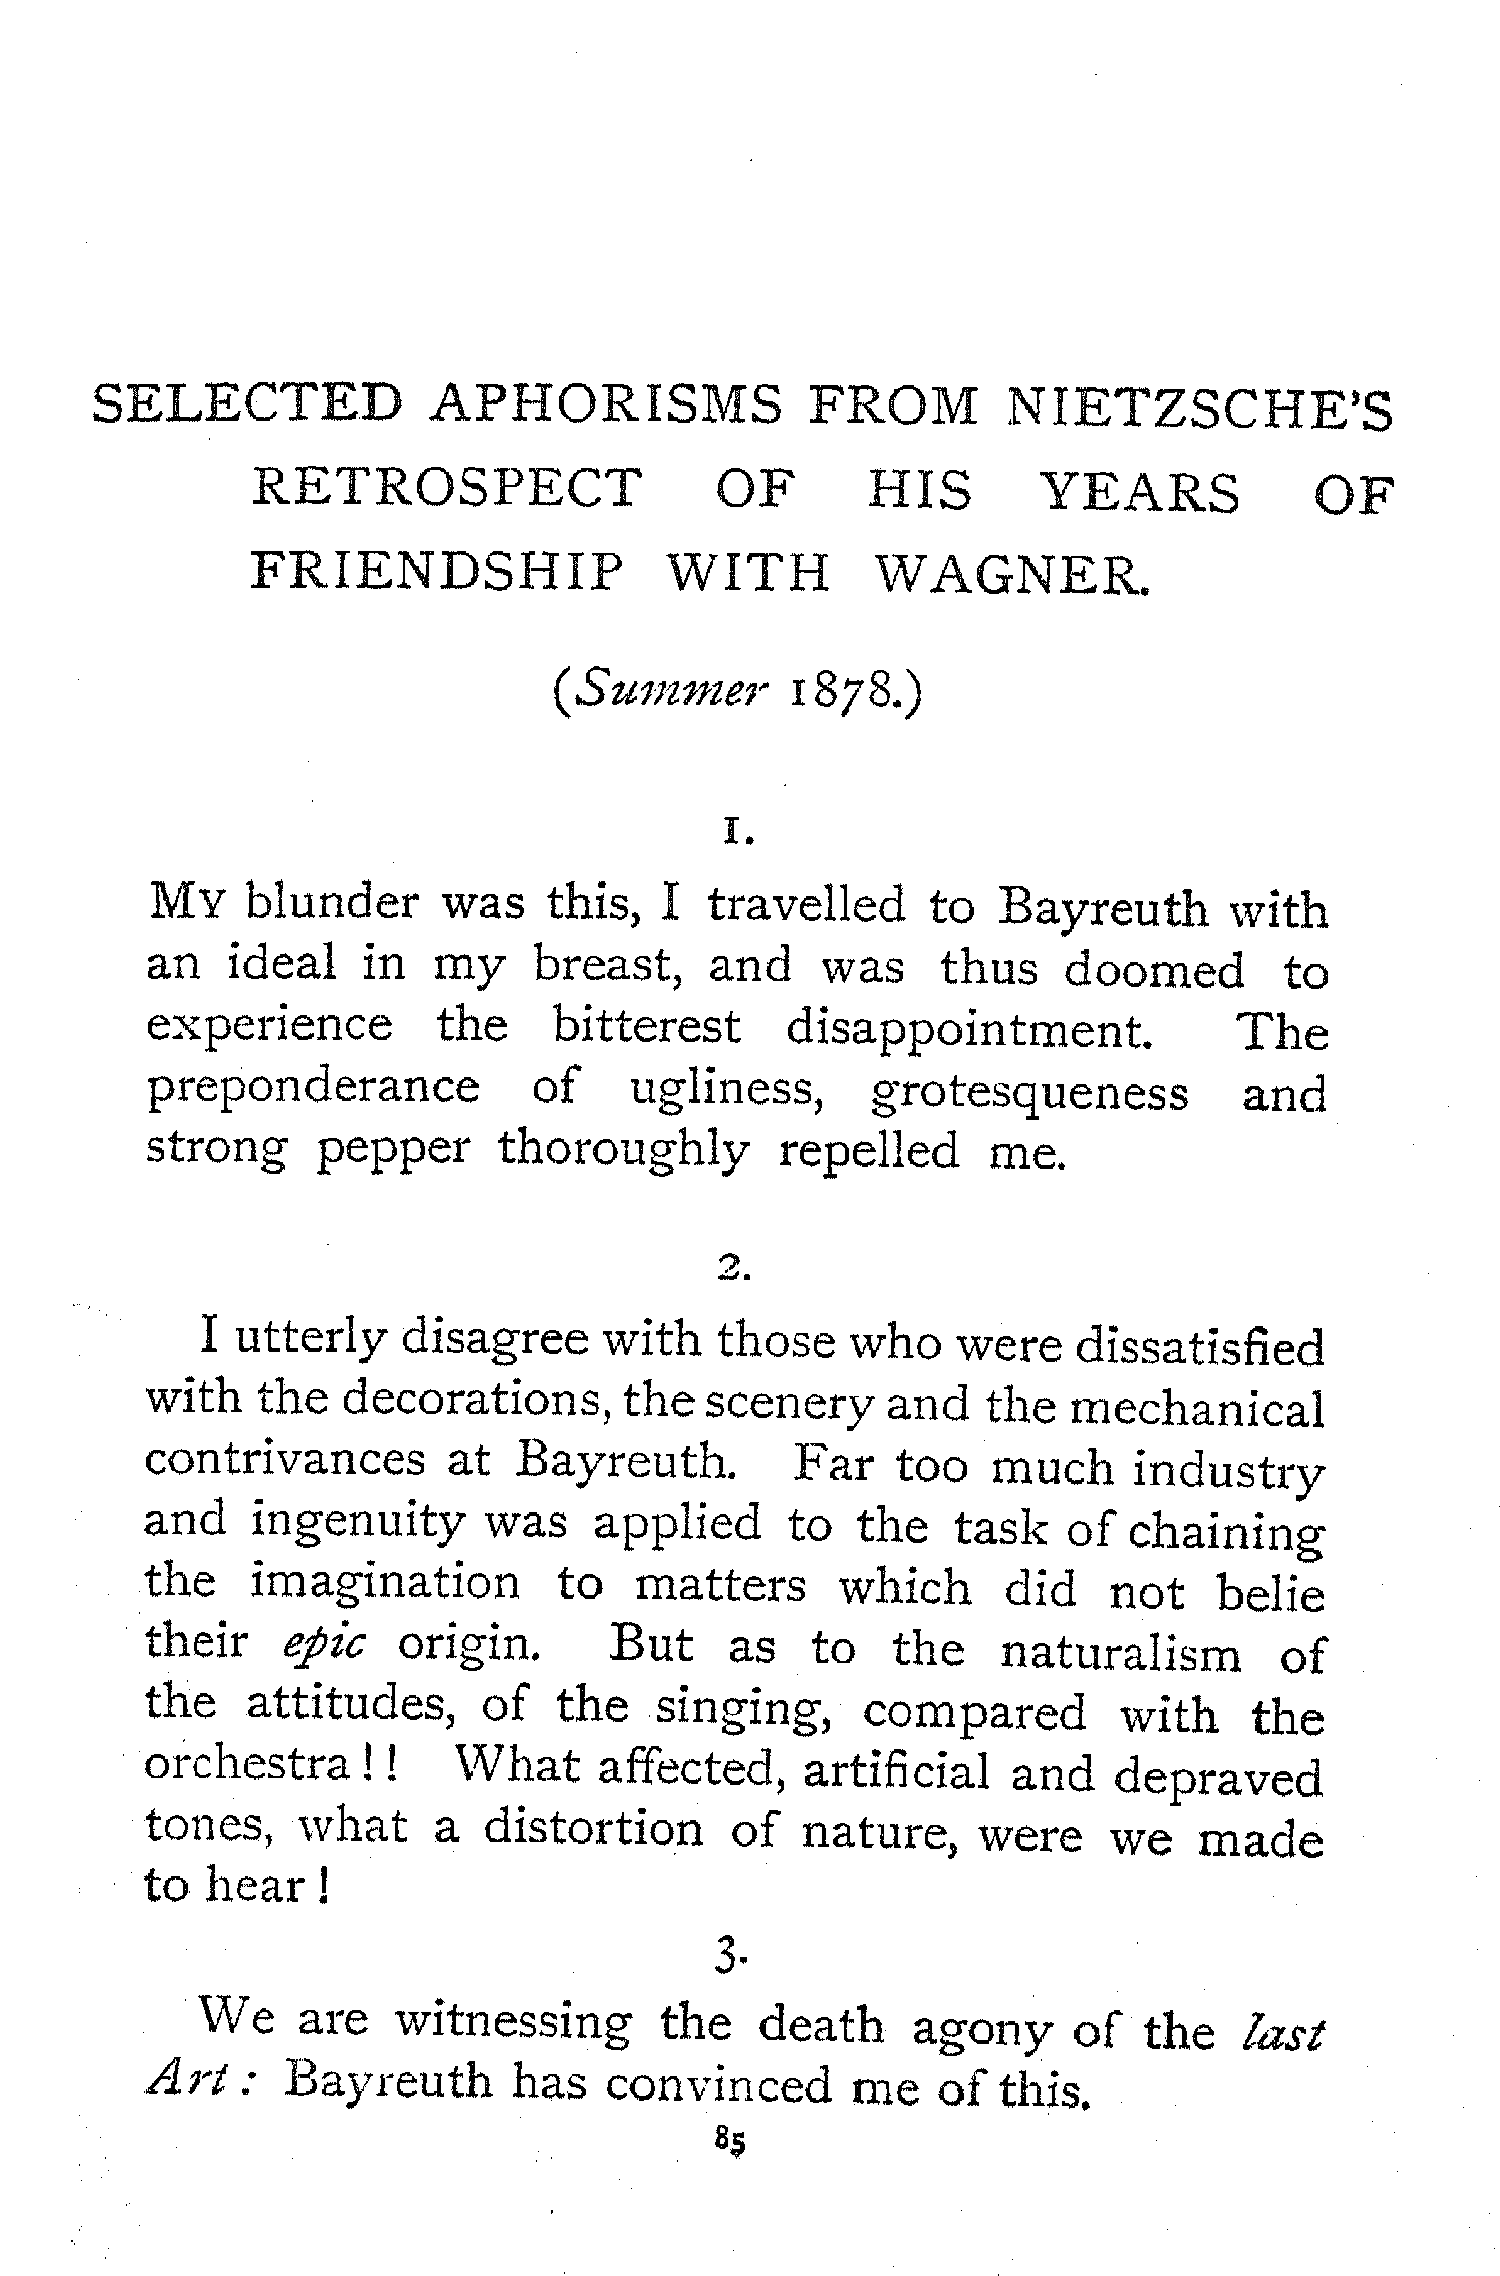 SELECTED APHORISMS FROM NIETZSCHE'S
RETROSPECT OF HIS YEARS OF
FRIENDSHIP WITH WAGNER.
(Summer 1878.)
1.
My blunder was this, I travelled to Bayreuth with
an ideal in my breast, and was thus doomed to
experience the bitterest disappointment. The
preponderance of ugliness, grotesqueness and
strong pepper thoroughly repelled me.
2.
I utterly disagree with those who were dissatisfied
with the decorations, the scenery and the mechanical
contrivances at Bayreuth. Far too much industry
and ingenuity was applied to the task of chaining
the imagination to matters which did not belie
their epic origin. But as to the naturalism of
the attitudes, of the singing, compared with the
orchestra!! What affected, artificial and depraved
tones, what a distortion of nature, were we made
to hear!
3.
We are witnessing the death agony of the last
Art: Bayreuth has convinced me of this.
85